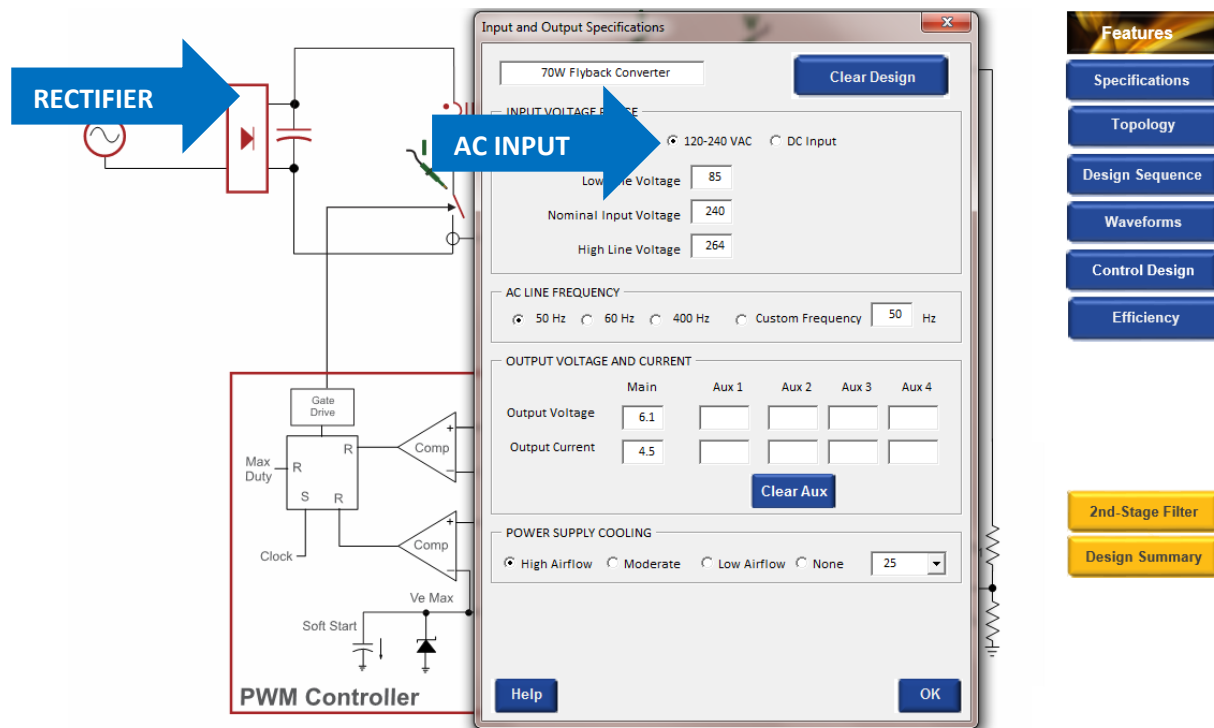 RECTIFIER
Input and Output Specifications
x
70W Flyback Converter
Clear Design
INPUT VOLTAGE
AC INPUT
120-240 VAC
DC Input
Voltage
85
Nominal Input Voltage
240
High Line Voltage
264
AC LINE FREQUENCY
50 Hz
60 Hz
400 Hz
Custom Frequency
50
Hz
OUTPUT VOLTAGE AND CURRENT
Main
Aux 1
Aux 2
Aux 3
Aux 4
Output Voltage
6.1
Output Current
4.5
Clear Aux
POWER SUPPLY COOLING
High Airflow
Moderate
Low Airflow
None
25
Help
OK
Gate
Drive
Max
Duty
R
R
S
R
Clock
+
Comp
−
+
Comp
−
Ve Max
Soft Start
PWM Controller
Features
Specifications
Topology
Design Sequence
Waveforms
Control Design
Efficiency
2nd-Stage Filter
Design Summary